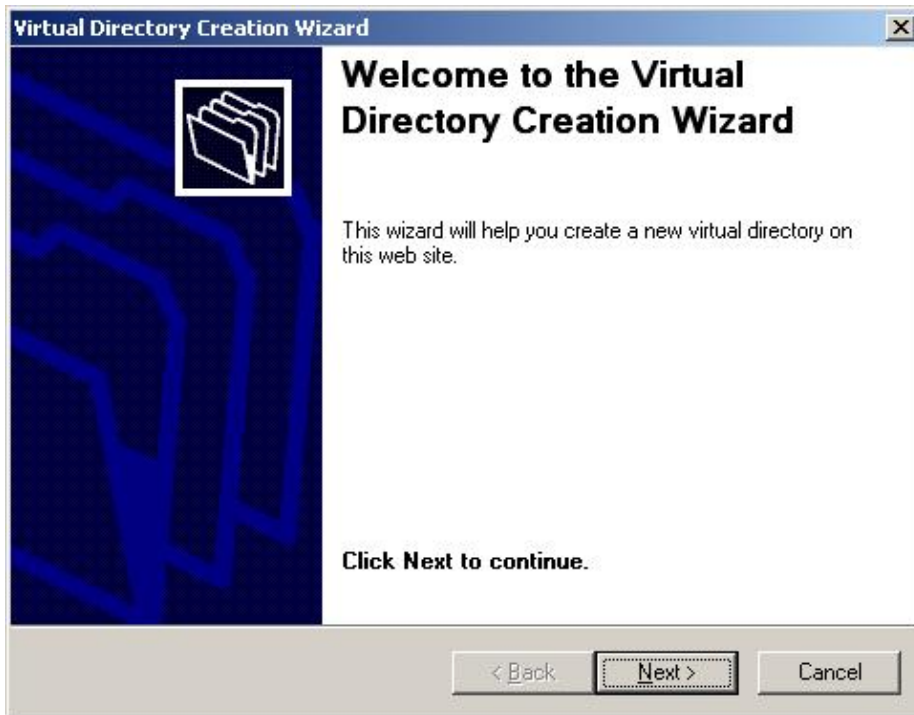 Virtual Directory Creation Wizard
Welcome to the Virtual
Directory Creation Wizard
This wizard will help you create a new virtual directory on
this web site.
Click Next to continue.
< Back
Next >
Cancel